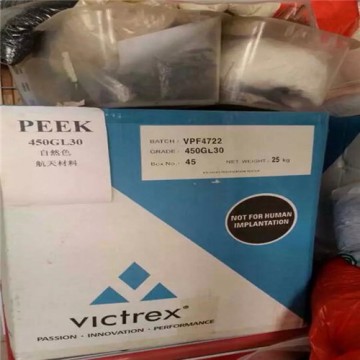 PEEK
450GL30
自然色
航天材料
BATCH : VPF4722
GRADE : 450GL30
Box No. : 45 NET WEIGHT : 25 kg
NOT FOR HUMAN
IMPLANTATION
victrex®
PASSION • INNOVATION • PERFORMANCE